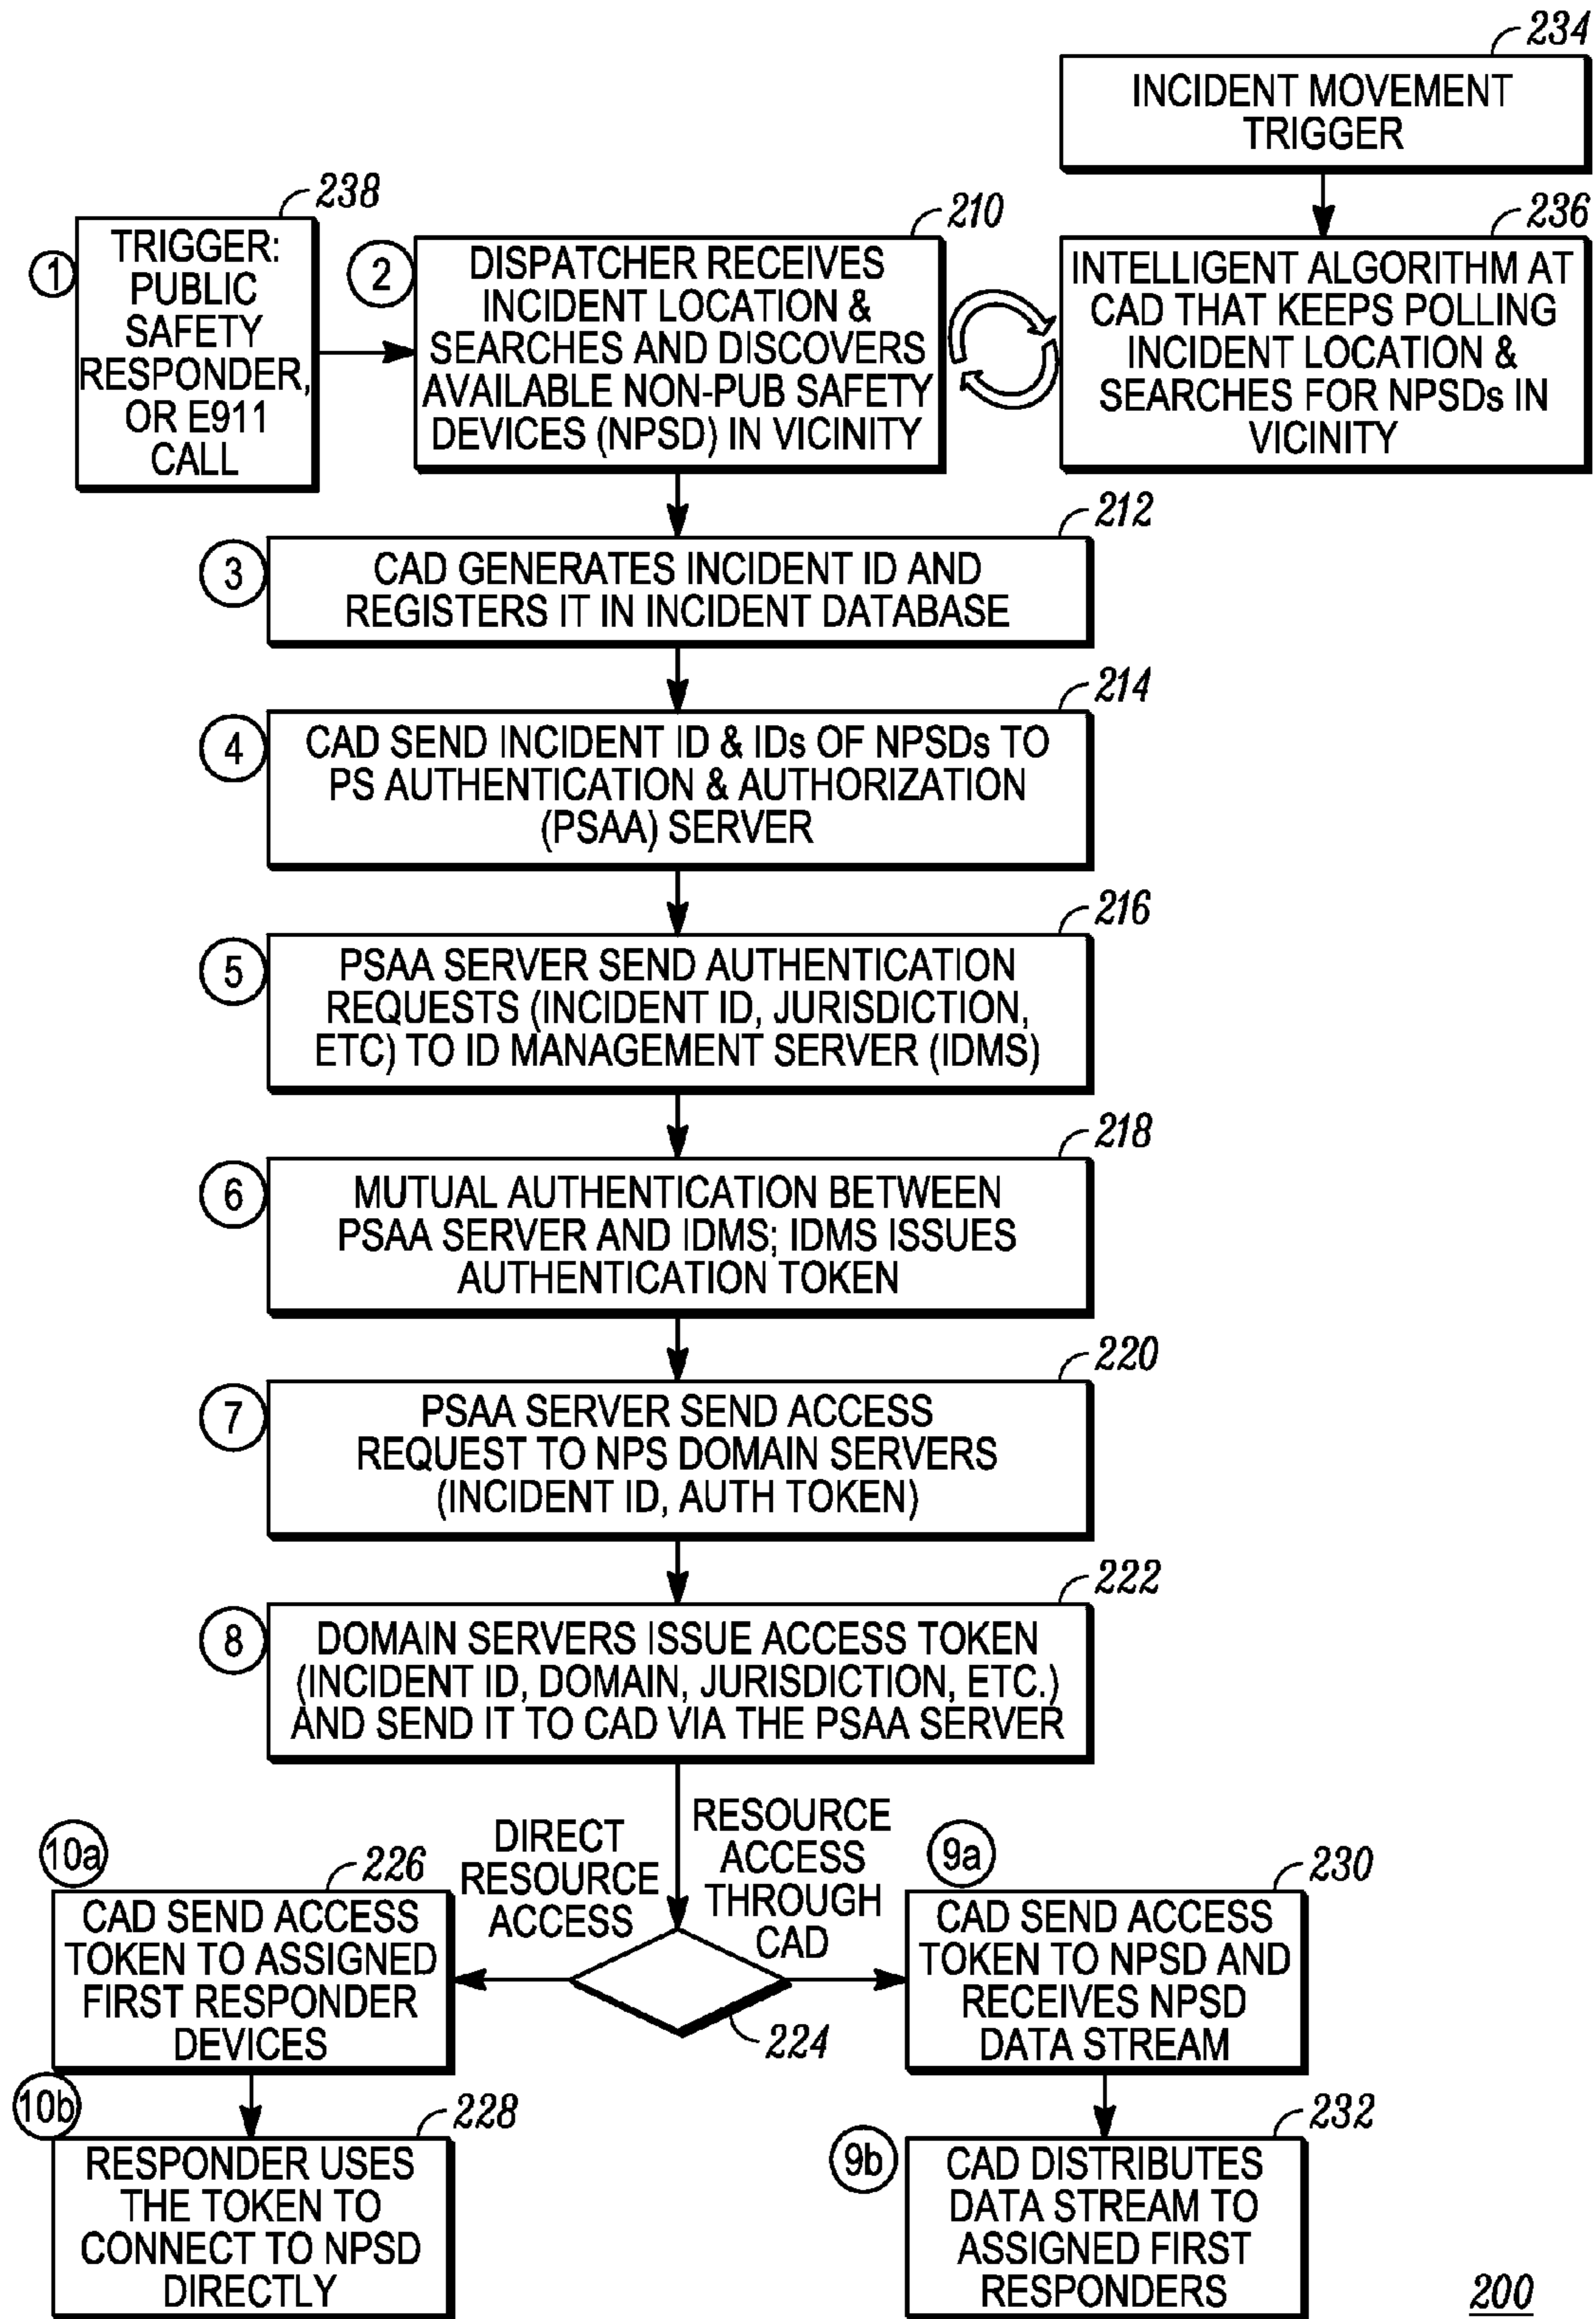 234
INCIDENT MOVEMENT
TRIGGER
238
1
TRIGGER:
PUBLIC
SAFETY
RESPONDER,
OR E911
CALL
210
2
DISPATCHER RECEIVES
INCIDENT LOCATION &
SEARCHES AND DISCOVERS
AVAILABLE NON-PUB SAFETY
DEVICES (NPSD) IN VICINITY
236
INTELLIGENT ALGORITHM AT
CAD THAT KEEPS POLLING
INCIDENT LOCATION &
SEARCHES FOR NPSDs IN
VICINITY
212
3
CAD GENERATES INCIDENT ID AND
REGISTERS IT IN INCIDENT DATABASE
214
4
CAD SEND INCIDENT ID & IDs OF NPSDs TO
PS AUTHENTICATION & AUTHORIZATION
(PSAA) SERVER
216
5
PSAA SERVER SEND AUTHENTICATION
REQUESTS (INCIDENT ID, JURISDICTION,
ETC) TO ID MANAGEMENT SERVER (IDMS)
218
6
MUTUAL AUTHENTICATION BETWEEN
PSAA SERVER AND IDMS; IDMS ISSUES
AUTHENTICATION TOKEN
220
7
PSAA SERVER SEND ACCESS
REQUEST TO NPS DOMAIN SERVERS
(INCIDENT ID, AUTH TOKEN)
222
8
DOMAIN SERVERS ISSUE ACCESS TOKEN
(INCIDENT ID, DOMAIN, JURISDICTION, ETC.)
AND SEND IT TO CAD VIA THE PSAA SERVER
DIRECT
RESOURCE
ACCESS
RESOURCE
ACCESS
THROUGH
CAD
224
10a
226
CAD SEND ACCESS
TOKEN TO ASSIGNED
FIRST RESPONDER
DEVICES
10b
228
RESPONDER USES
THE TOKEN TO
CONNECT TO NPSD
DIRECTLY
9a
230
CAD SEND ACCESS
TOKEN TO NPSD AND
RECEIVES NPSD
DATA STREAM
9b
232
CAD DISTRIBUTES
DATA STREAM TO
ASSIGNED FIRST
RESPONDERS
200